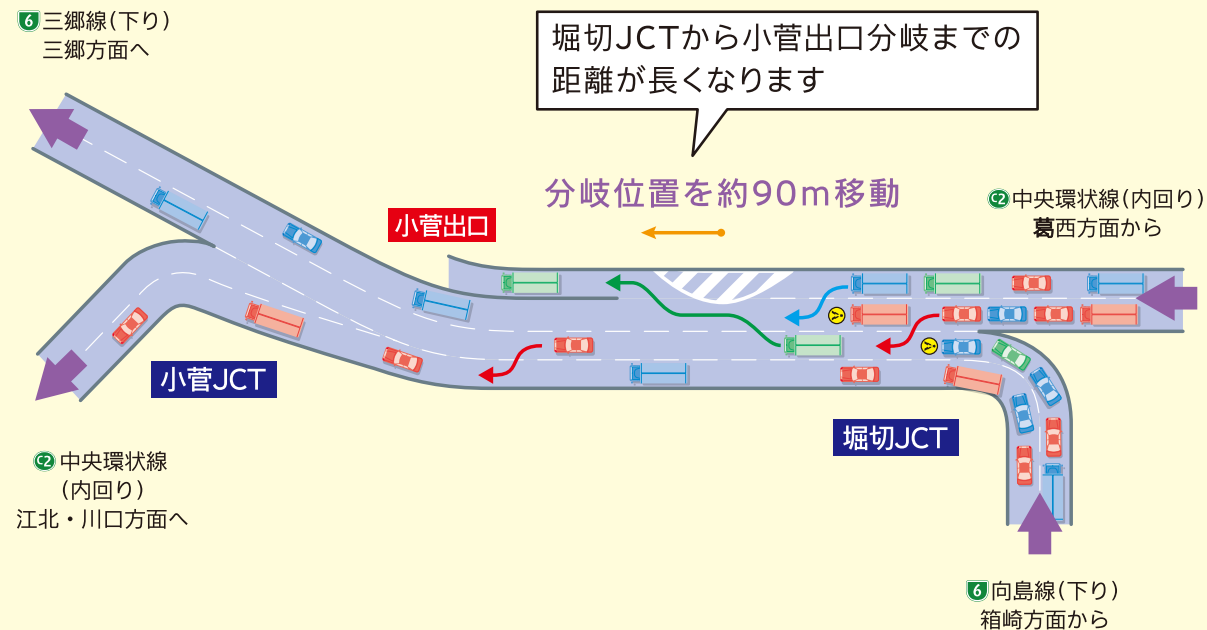 6 三郷線(下り)
三郷方面へ
堀切JCTから小菅出口分岐までの
距離が長くなります
分岐位置を約90m移動
C2 中央環状線(内回り)
葛西方面から
小菅出口
小菅JCT
堀切JCT
C2 中央環状線
(内回り)
江北・川口方面へ
6 向島線(下り)
箱崎方面から